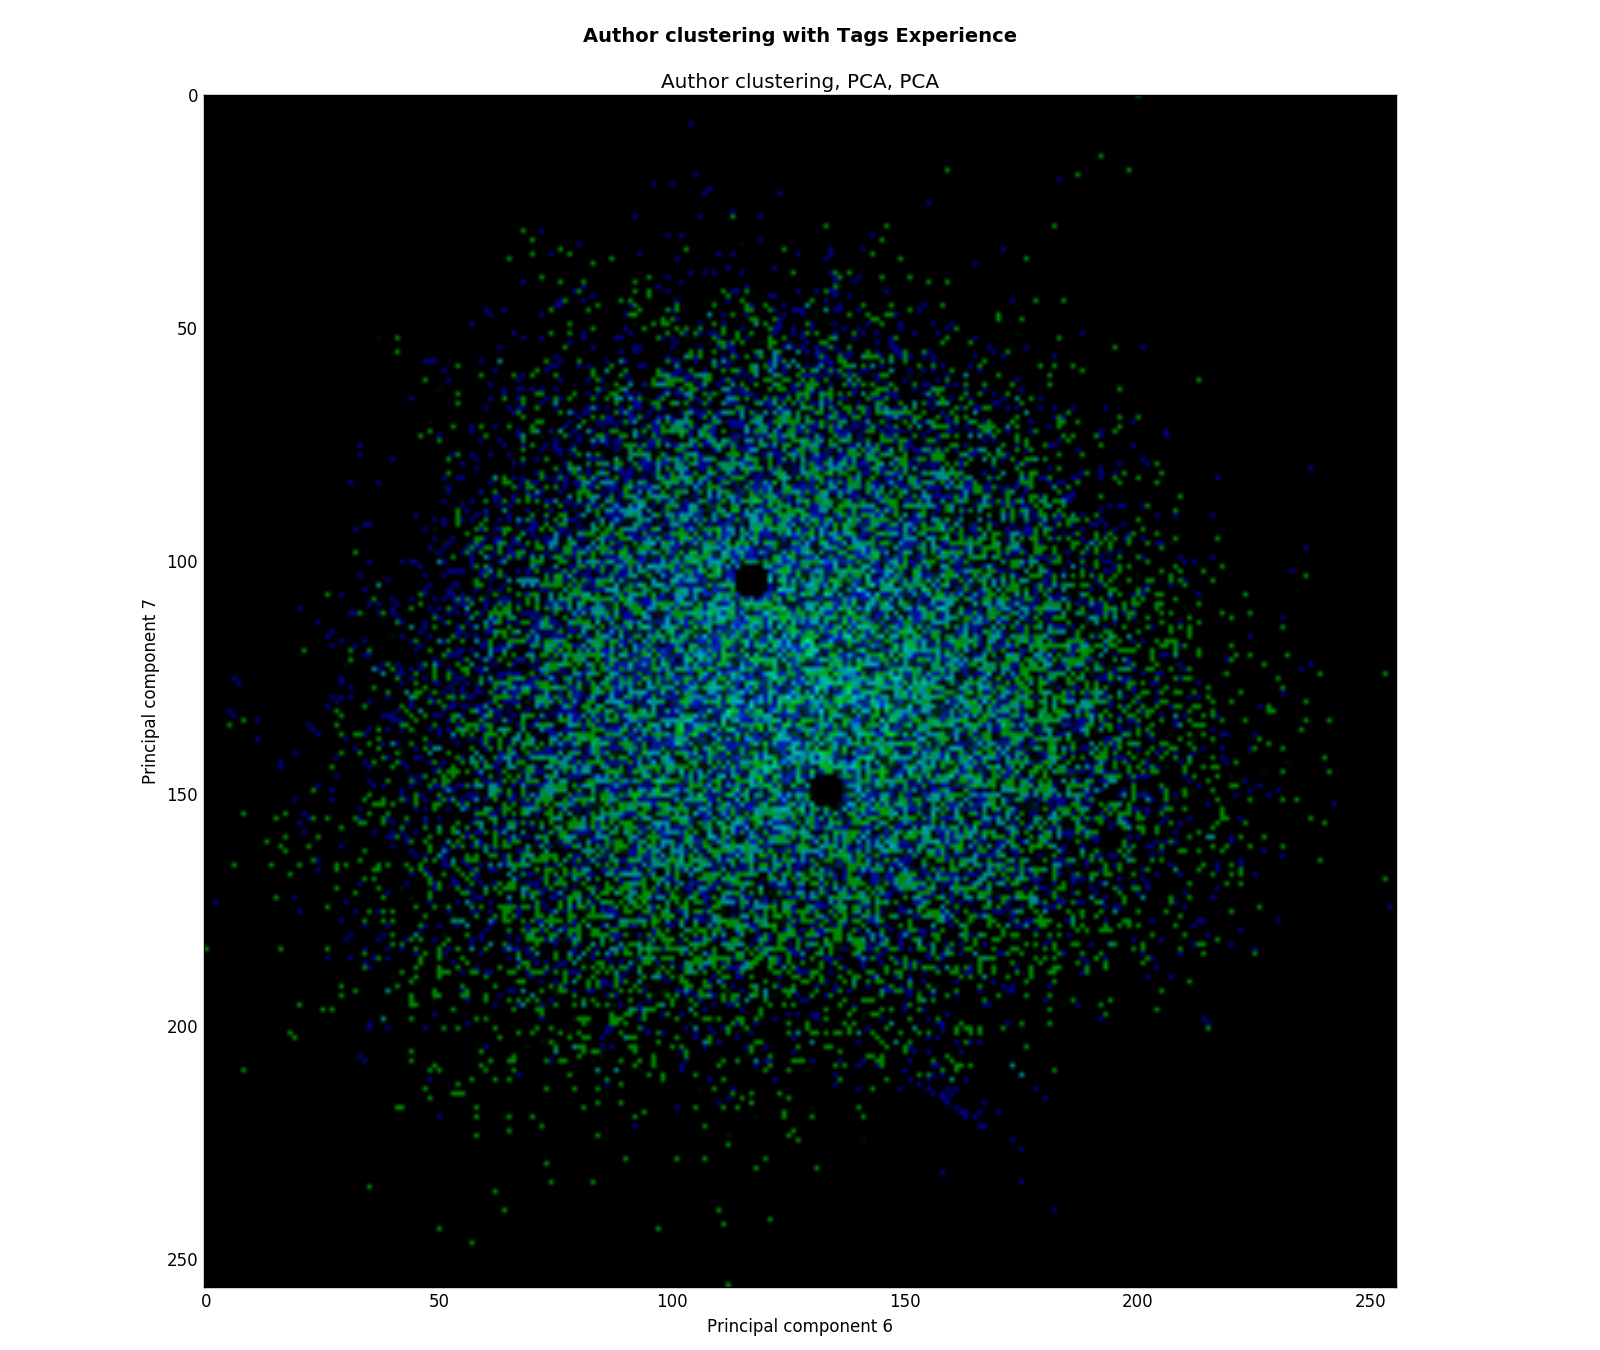 Author clustering with Tags Experience
Author clustering, PCA, PCA
0
50
100
150
200
250
Principal component 7
0 50 100 150 200 250
Principal component 6